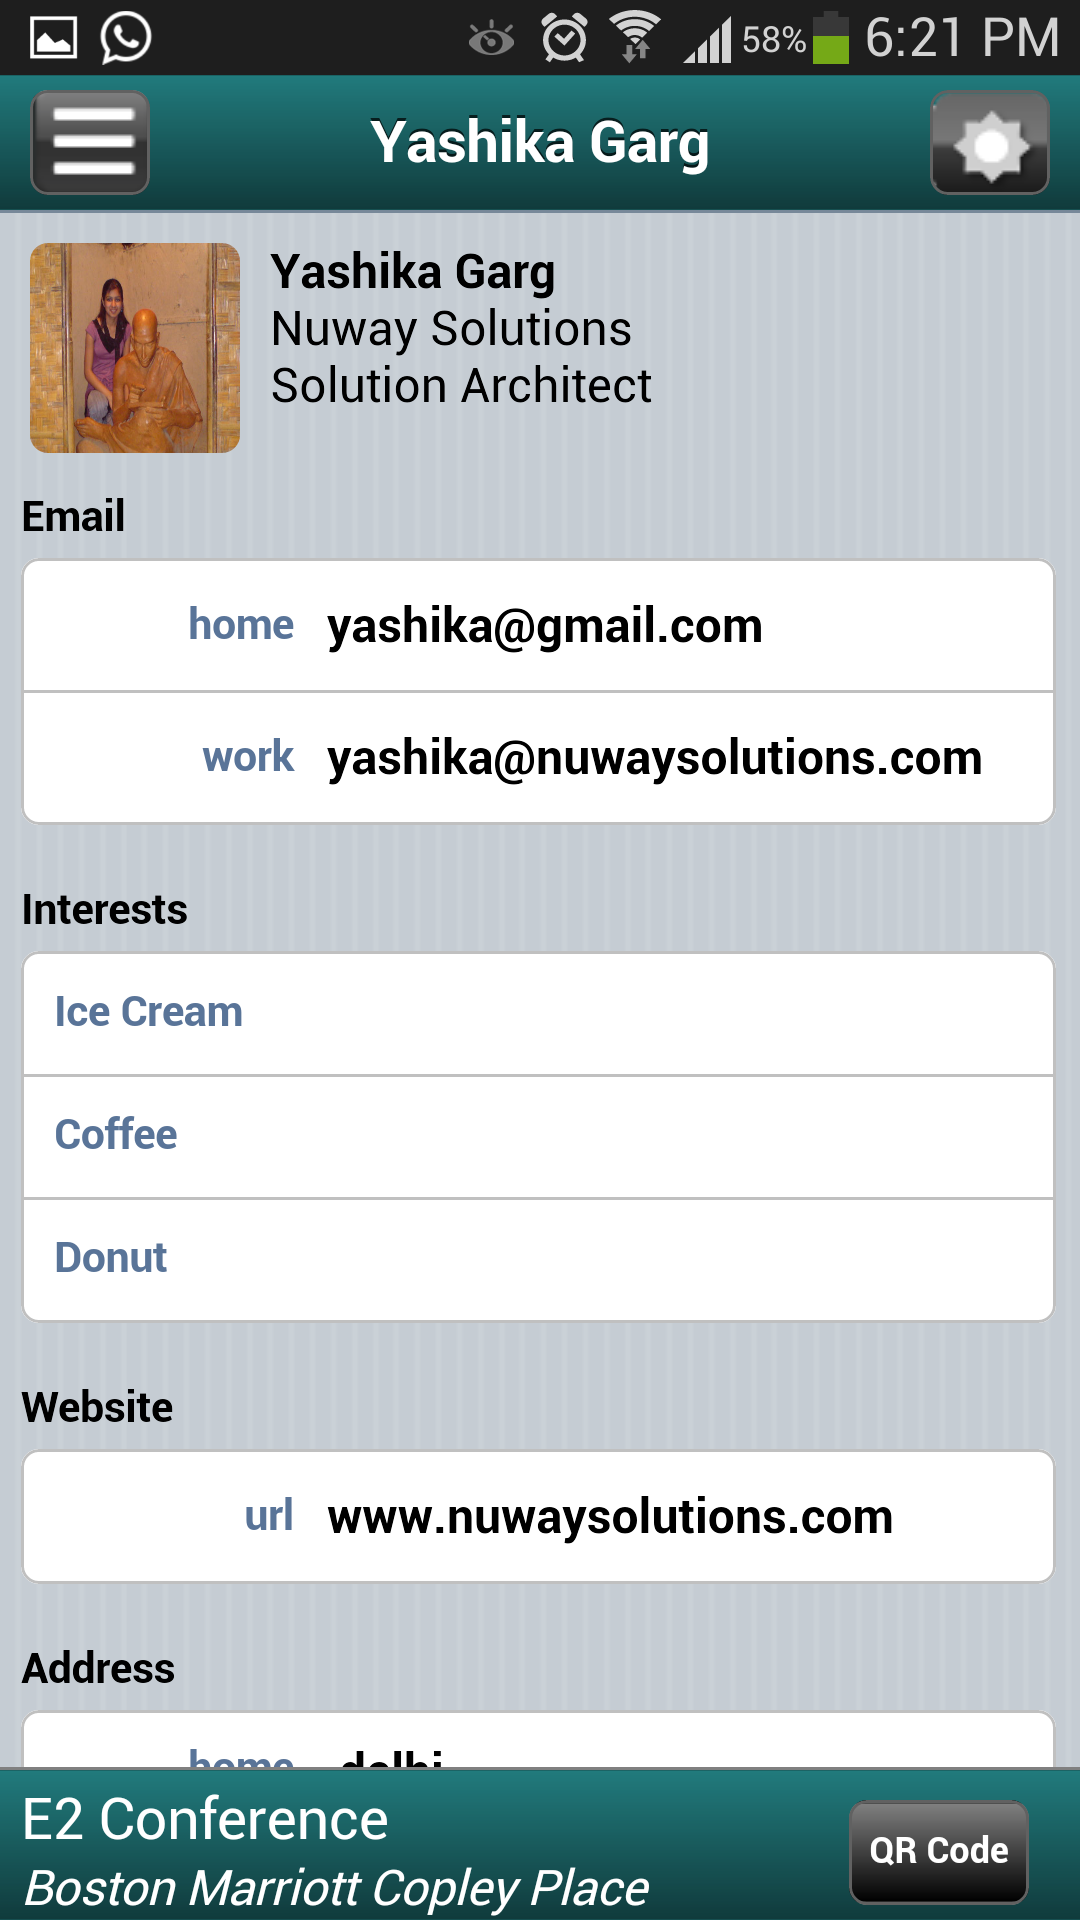 58% 6:21 PM
Yashika Garg
Yashika Garg
Nuway Solutions
Solution Architect
Email
home yashika@gmail.com
work yashika@nuwaysolutions.com
Interests
Ice Cream
Coffee
Donut
Website
url www.nuwaysolutions.com
Address
home delhi
E2 Conference
QR Code
Boston Marriott Copley Place